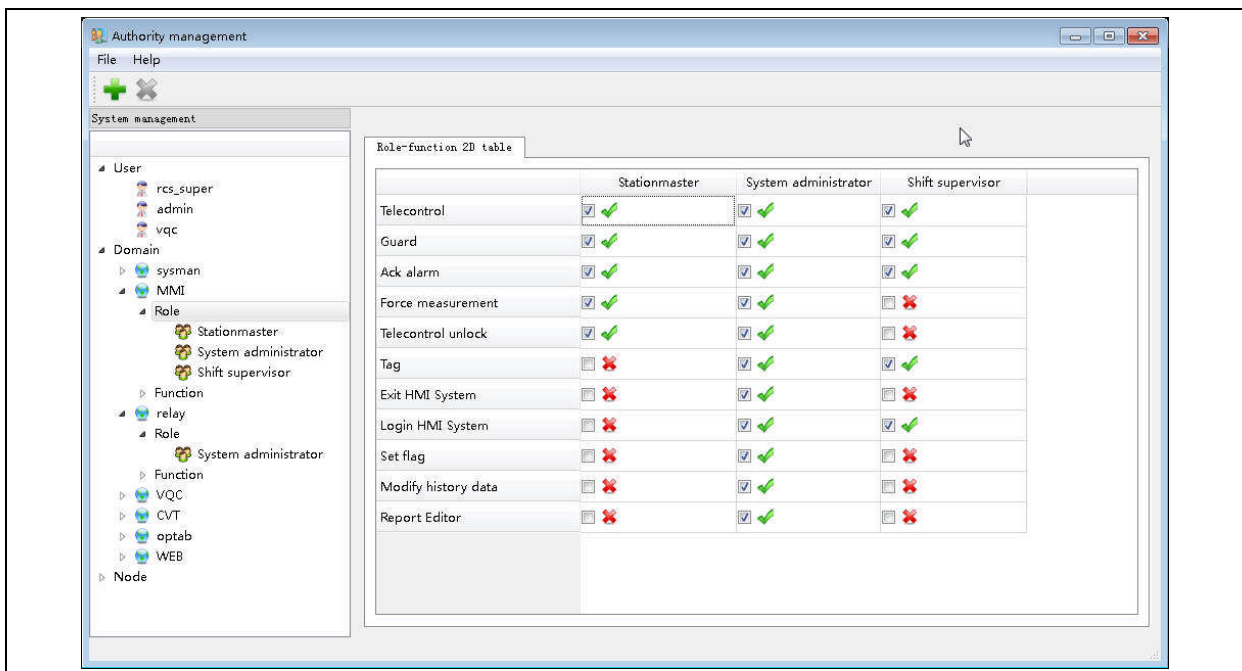 Authority management
File Help
System management
User
rcs_super
admin
vqc
Domain
sysman
MMI
Role
Stationmaster
System administrator
Shift supervisor
Function
relay
Role
System administrator
Function
VQC
CVT
optab
WEB
Node
Role-function 2D table
Stationmaster System administrator Shift supervisor
Telecontrol
Guard
Ack alarm
Force measurement
Telecontrol unlock
Tag
Exit HMI System
Login HMI System
Set flag
Modify history data
Report Editor